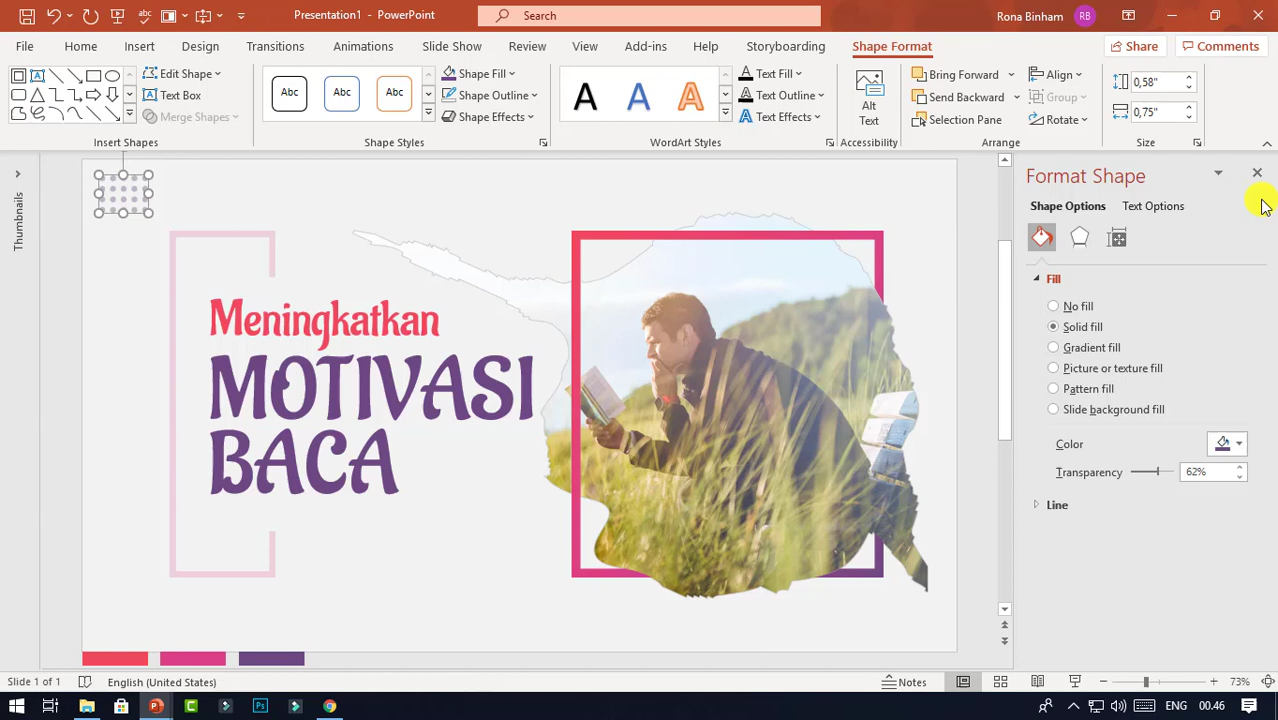 Presentation1 - PowerPoint
Search
Rona Binham
RB
File
Home
Insert
Design
Transitions
Animations
Slide Show
Review
View
Add-ins
Help
Storyboarding
Shape Format
Share
Comments
Edit Shape
Text Box
Merge Shapes
Insert Shapes
Abc
Abc
Abc
Shape Fill
Shape Outline
Shape Effects
Shape Styles
A
A
A
Text Fill
Text Outline
Text Effects
WordArt Styles
Alt
Text
Accessibility
Bring Forward
Send Backward
Selection Pane
Align
Group
Rotate
Arrange
0,58"
0,75"
Size
Thumbnails
Meningkatkan
MOTIVASI
BACA
Format Shape
Shape Options
Text Options
Fill
No fill
Solid fill
Gradient fill
Picture or texture fill
Pattern fill
Slide background fill
Color
Transparency
62%
Line
Slide 1 of 1
English (United States)
Notes
73%
ENG
00.46